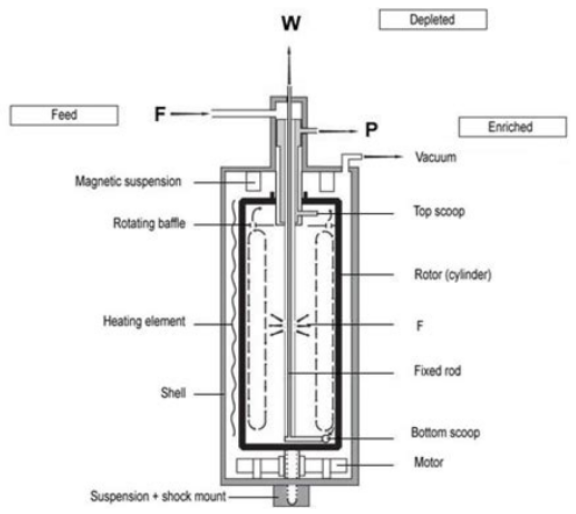 W
Depleted
Feed
F
P
Enriched
Vacuum
Magnetic suspension
Top scoop
Rotating baffle
Rotor (cylinder)
Heating element
F
Fixed rod
Shell
Bottom scoop
Motor
Suspension + shock mount